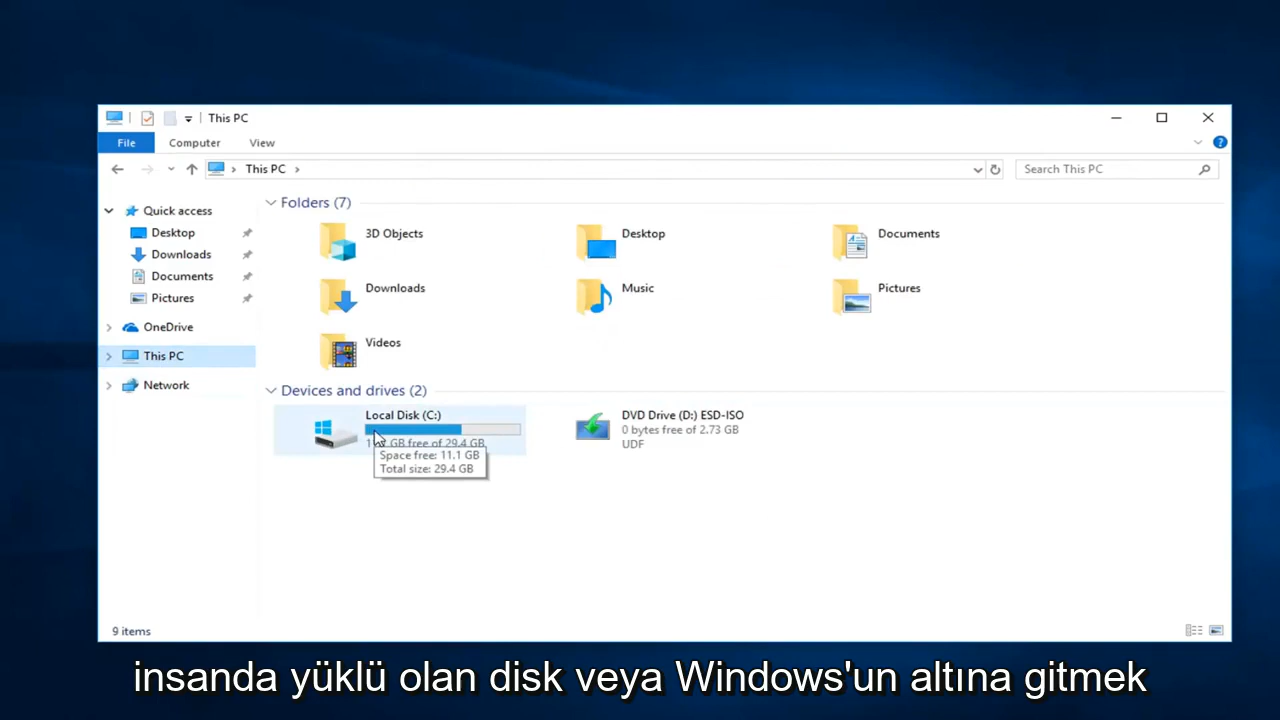 This PC
File Computer View
This PC
Search This PC
Quick access
Desktop
Downloads
Documents
Pictures
OneDrive
This PC
Network
Folders (7)
3D Objects
Desktop
Documents
Downloads
Music
Pictures
Videos
Devices and drives (2)
Local Disk (C:)
GB free of 29.4 GB
Space free: 11.1 GB
Total size: 29.4 GB
DVD Drive (D:) ESD-ISO
0 bytes free of 2.73 GB
UDF
9 items
insanda yüklü olan disk veya Windows'un altına gitmek